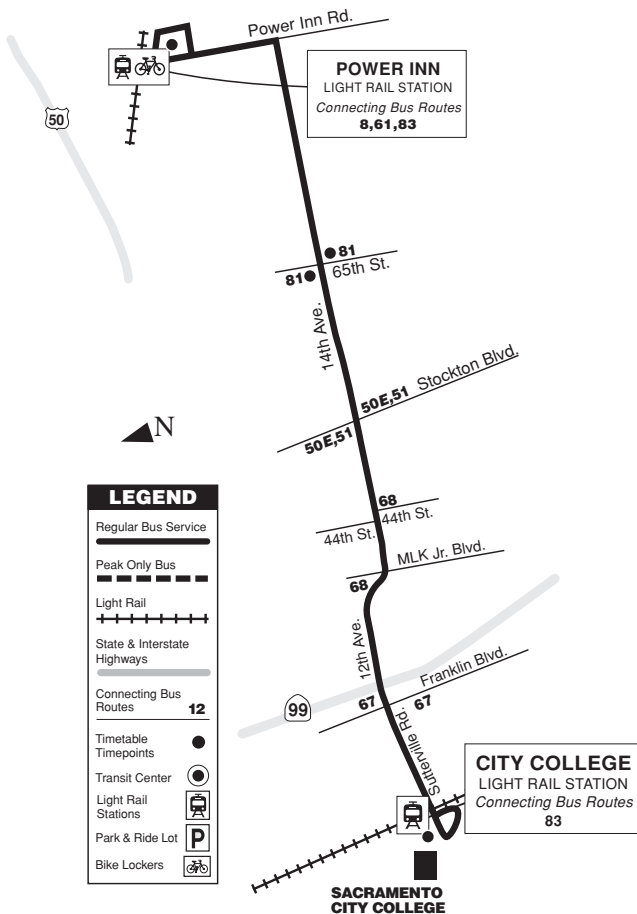 Power Inn Rd.
POWER INN
LIGHT RAIL STATION
Connecting Bus Routes
8,61,83
50
81
81
65th St.
14th Ave.
50E,51
Stockton Blvd.
50E,51
N
68
44th St.
44th St.
MLK Jr. Blvd.
68
12th Ave.
Franklin Blvd.
99
67
67
Sutterville Rd.
CITY COLLEGE
LIGHT RAIL STATION
Connecting Bus Routes
83
SACRAMENTO
CITY COLLEGE
LEGEND
Regular Bus Service
Peak Only Bus
Light Rail
State & Interstate
Highways
Connecting Bus
Routes 12
Timetable
Timepoints
Transit Center
Light Rail
Stations
Park & Ride Lot P
Bike Lockers